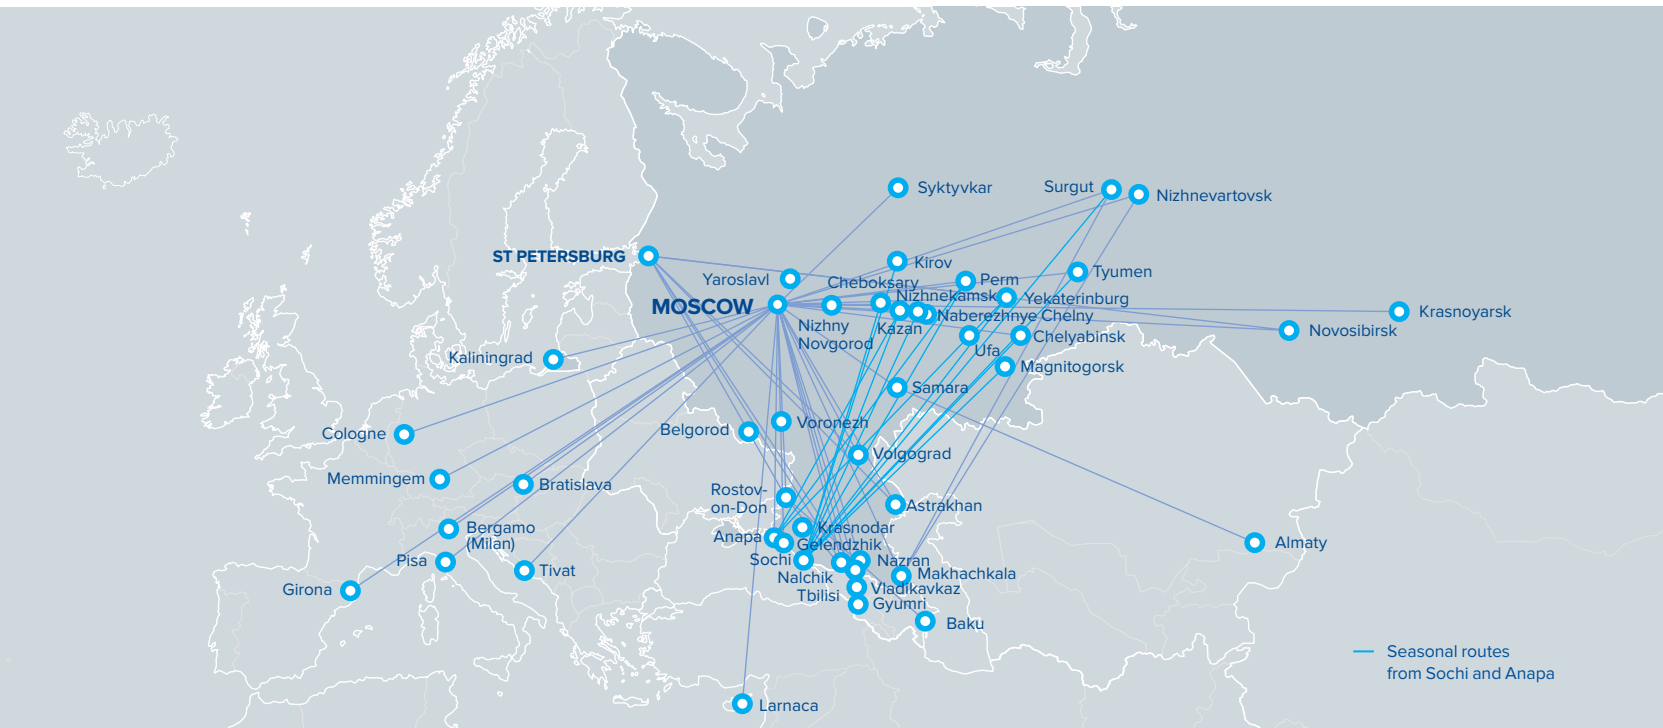 Syktyvkar
Surgut
Nizhnevartovsk
ST PETERSBURG
Kirov
Yaroslavl
Cheboksary
Perm
Tyumen
MOSCOW
Nizhnekamsk
Yekaterinburg
Nizhny
Novgorod
Kazan
Naberezhnye Chelny
Krasnoyarsk
Novosibirsk
Chelyabinsk
Ufa
Kaliningrad
Magnitogorsk
Samara
Cologne
Belgorod
Voronezh
Volgograd
Memmingem
Bratislava
Rostov-
on-Don
Astrakhan
Bergamo
(Milan)
Krasnodar
Anapa
Gelendzhik
Almaty
Pisa
Tivat
Sochi
Nazran
Nalchik
Makhachkala
Girona
Tbilisi
Vladikavkaz
Gyumri
Baku
Seasonal routes
from Sochi and Anapa
Larnaca